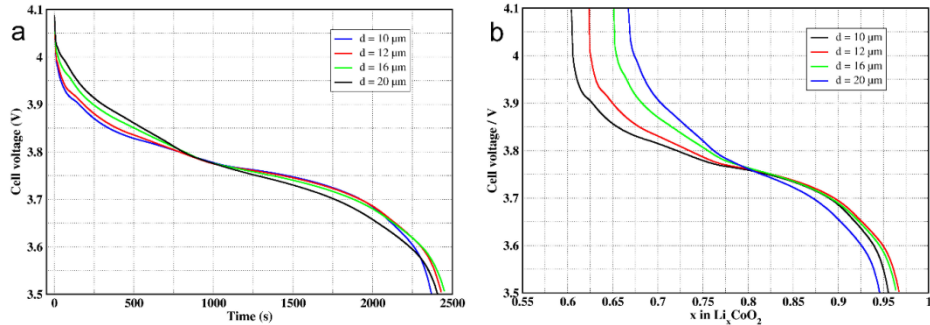 a
4.1
4
3.9
3.8
3.7
3.6
3.5
Cell voltage (V)
d = 10 μm
d = 12 μm
d = 16 μm
d = 20 μm
0 500 1000 1500 2000 2500
Time (s)
b
4.1
4
3.9
3.8
3.7
3.6
3.5
Cell voltage / V
d = 10 μm
d = 12 μm
d = 16 μm
d = 20 μm
0.55 0.6 0.65 0.7 0.75 0.8 0.85 0.9 0.95 1
x in LiₓCoO₂